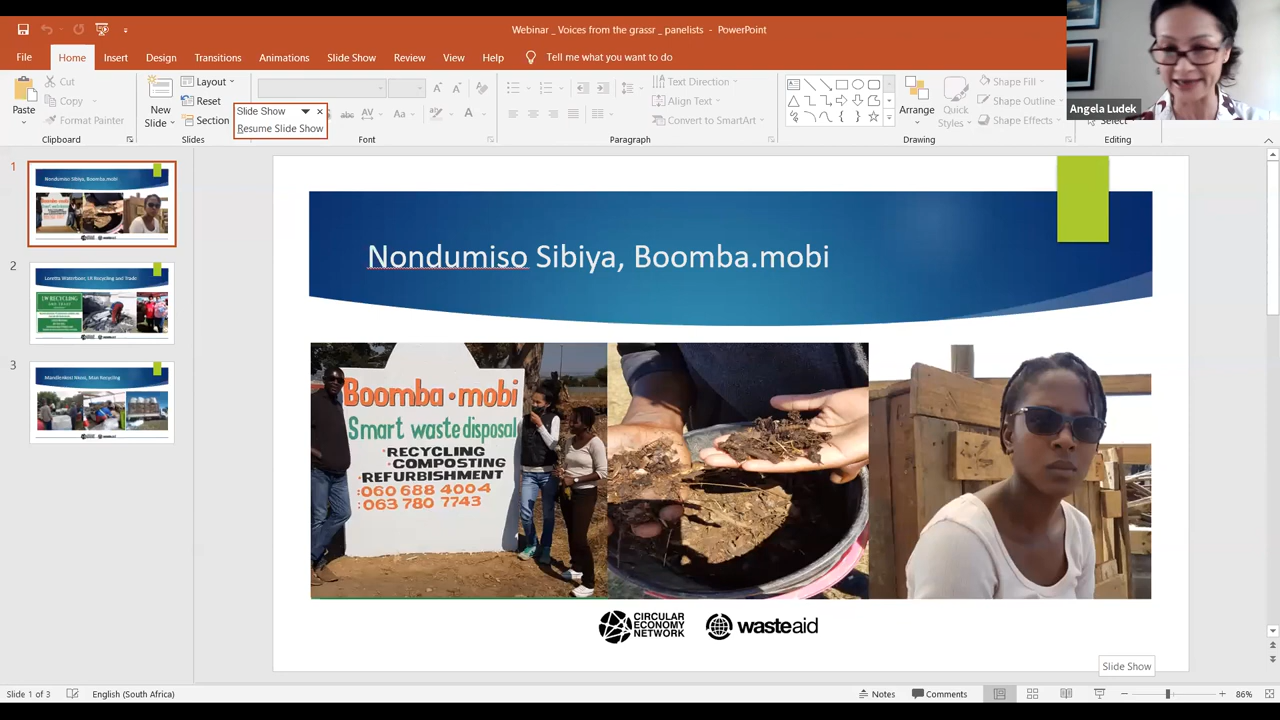 Webinar _ Voices from the grassr _ panelists - PowerPoint
File Home Insert Design Transitions Animations Slide Show Review View Help Tell me what you want to do
Paste
Cut
Copy
Format Painter
Clipboard
New Slide
Layout
Reset
Section
Slides
Slide Show
Resume Slide Show
Font
Text Direction
Align Text
Convert to SmartArt
Paragraph
Arrange
Quick Styles
Shape Fill
Shape Outline
Shape Effects
Drawing
Select
Editing
Angela Ludek
1
Nondumiso Sibiya, Boomba.mobi
2
3
Nondumiso Sibiya, Boomba.mobi
Boomba·mobi
Smart waste disposal
·RECYCLING
·COMPOSTING
·REFURBISHMENT
:060 688 4004
:063 780 7743
CIRCULAR
ECONOMY
NETWORK
wasteaid
Slide Show
Slide 1 of 3 English (South Africa) Notes Comments 86%